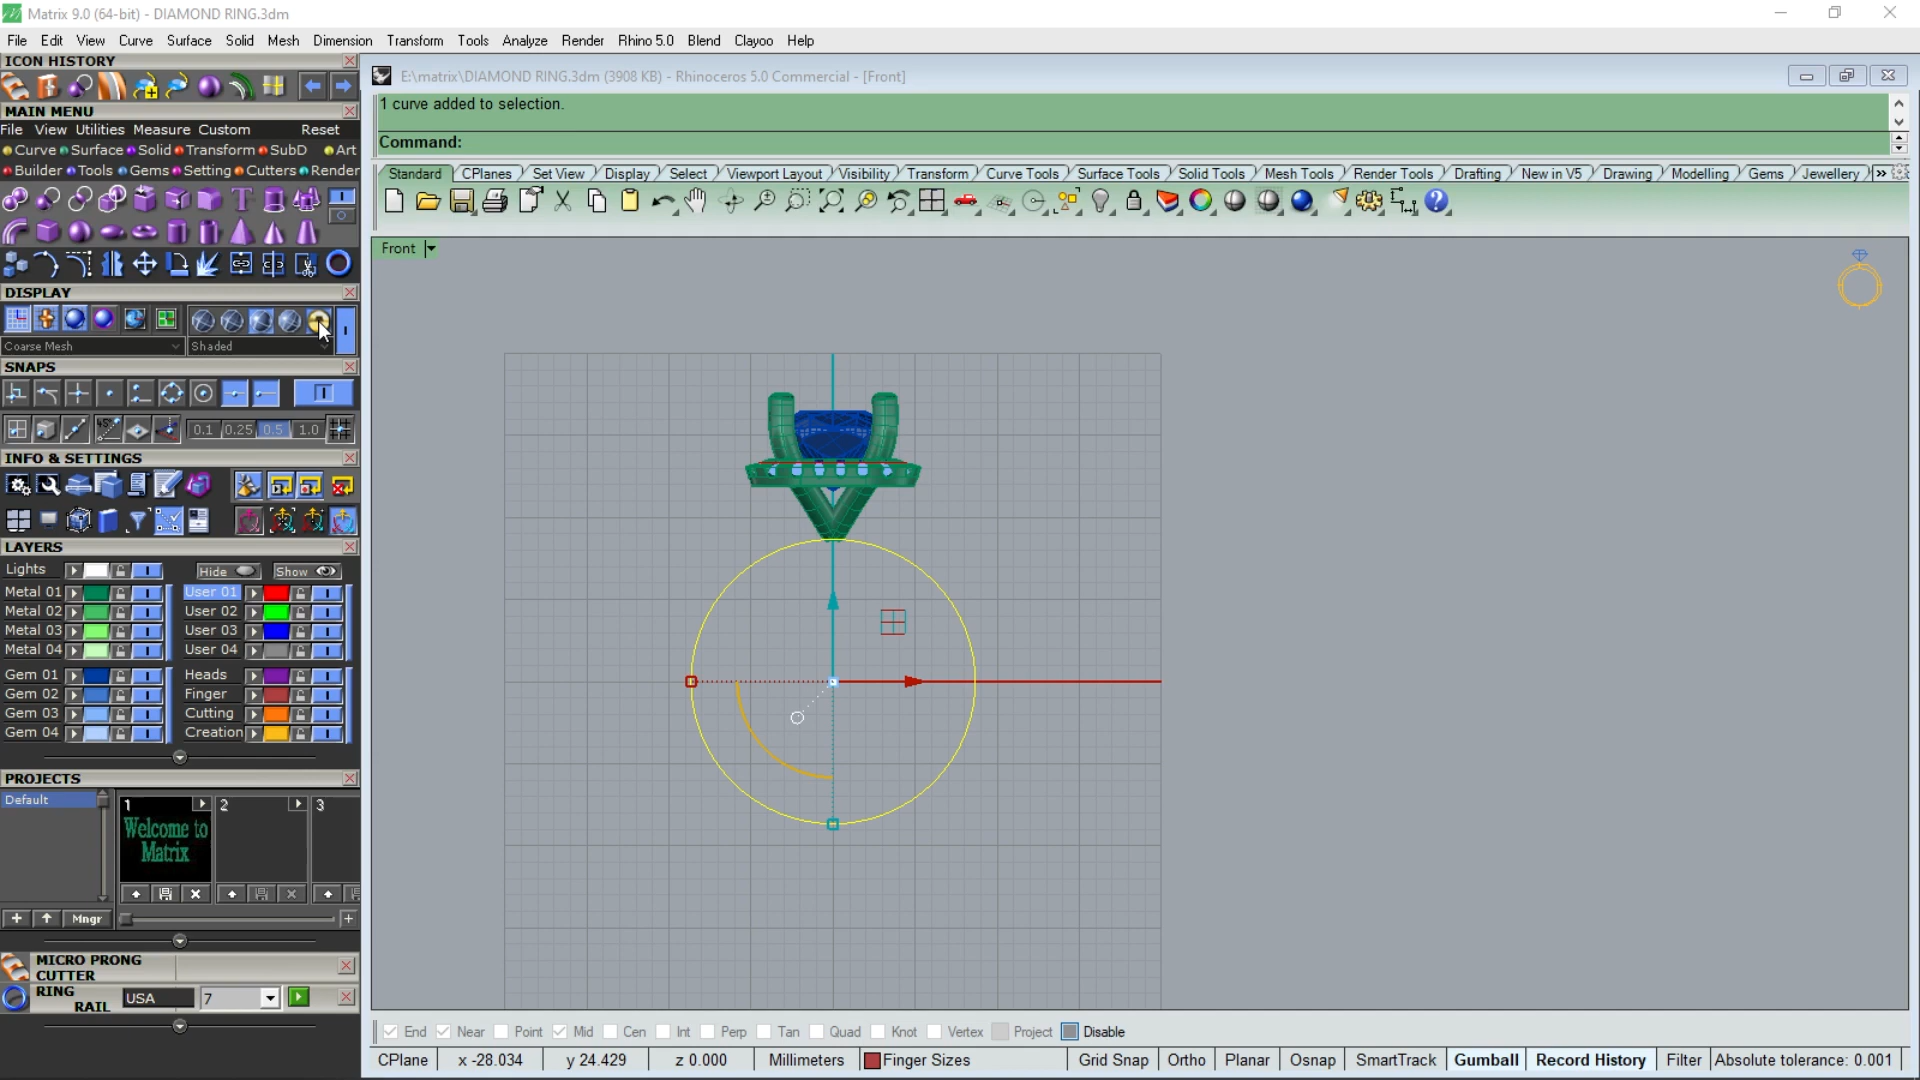 Matrix 9.0 (64-bit) - DIAMOND RING.3dm
File Edit View Curve Surface Solid Mesh Dimension Transform Tools Analyze Render Rhino 5.0 Blend Clayoo Help
ICON HISTORY
MAIN MENU
File View Utilities Measure Custom Reset
Curve Surface Solid Transform SubD Art
Builder Tools Gems Setting Cutters Render
DISPLAY
Coarse Mesh Shaded
SNAPS
0.1 0.25 0.5 1.0
INFO & SETTINGS
LAYERS
Lights Hide Show
Metal 01 User 01
Metal 02 User 02
Metal 03 User 03
Metal 04 User 04
Gem 01 Heads
Gem 02 Finger
Gem 03 Cutting
Gem 04 Creation
PROJECTS
Default 1 2 3
Welcome to
Matrix
Mngr
MICRO PRONG
CUTTER
RING
RAIL USA 7
E:\matrix\DIAMOND RING.3dm (3908 KB) - Rhinoceros 5.0 Commercial - [Front]
1 curve added to selection.
Command:
Standard CPlanes Set View Display Select Viewport Layout Visibility Transform Curve Tools Surface Tools Solid Tools Mesh Tools Render Tools Drafting New in V5 Drawing Modelling Gems Jewellery »
Front
End Near Point Mid Cen Int Perp Tan Quad Knot Vertex Project Disable
CPlane x -28.034 y 24.429 z 0.000 Millimeters Finger Sizes Grid Snap Ortho Planar Osnap SmartTrack Gumball Record History Filter Absolute tolerance: 0.001